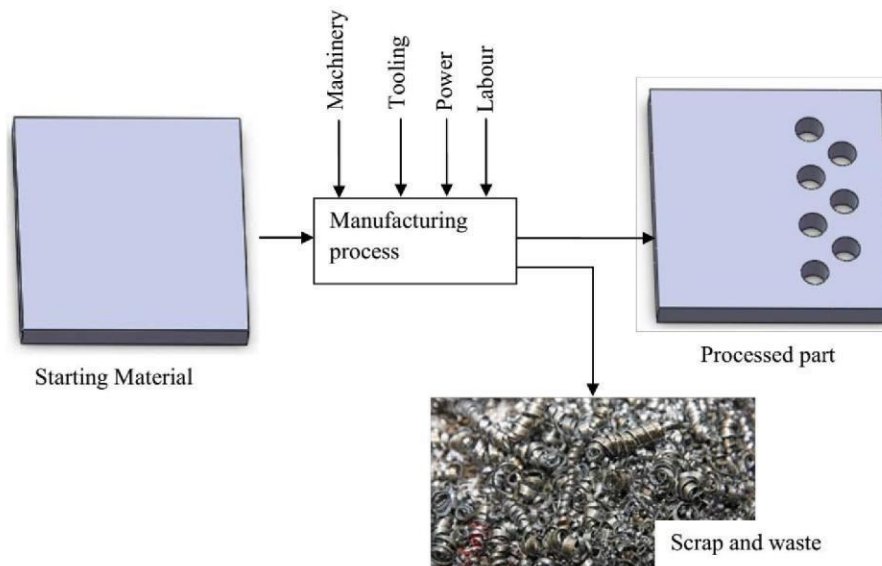 Machinery
Tooling
Power
Labour
Manufacturing
process
Starting Material
Processed part
Scrap and waste